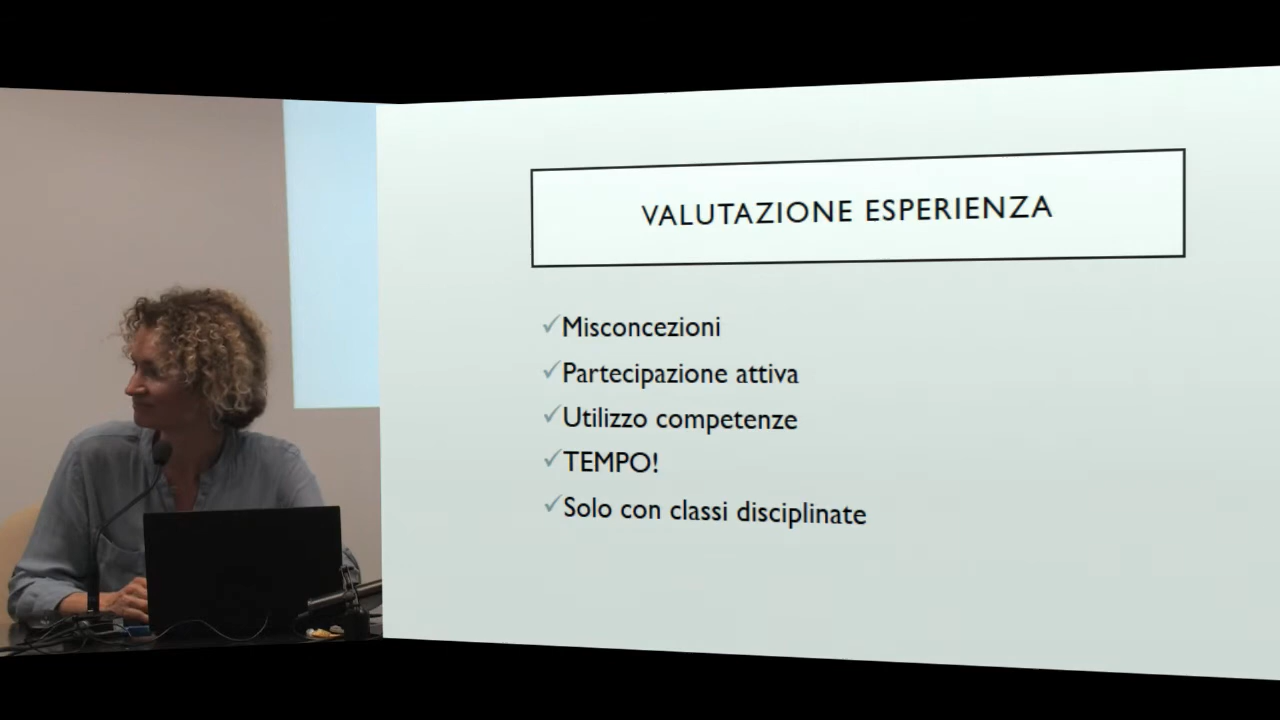 VALUTAZIONE ESPERIENZA
Misconcezioni
Partecipazione attiva
Utilizzo competenze
TEMPO!
Solo con classi disciplinate